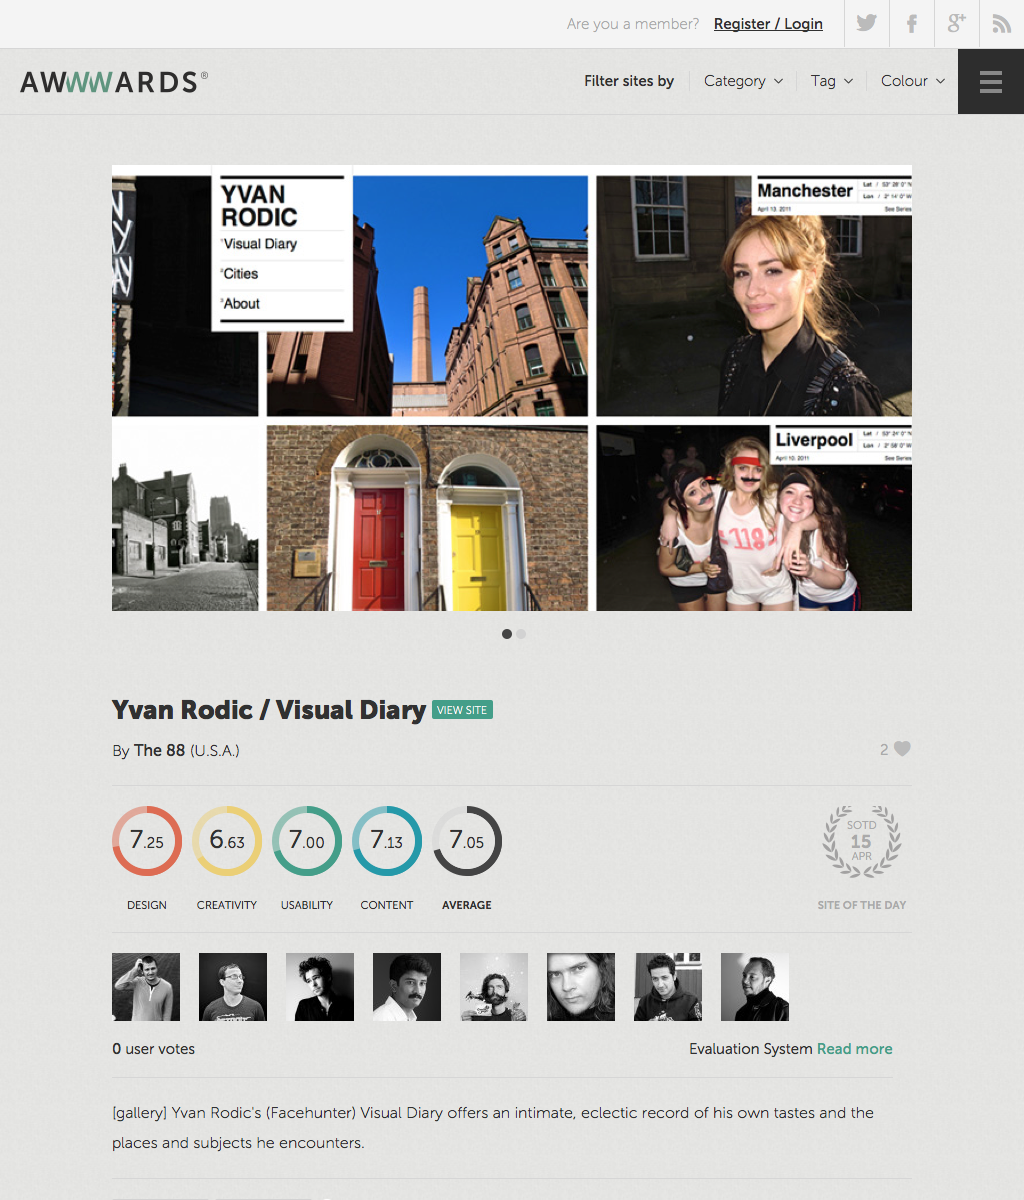 Are you a member? Register / Login
AWWWARDS®
Filter sites by Category Tag Colour
YVAN
RODIC
¹Visual Diary
²Cities
³About
Manchester
Lat / 53° 28' 0" N
Lon / 2° 14' 0" W
April 13, 2011 See Series
Liverpool
Lat / 53° 24' 0" N
Lon / 2° 58' 0" W
April 10, 2011 See Series
118
Yvan Rodic / Visual Diary VIEW SITE
By The 88 (U.S.A.)
2
7.25 6.63 7.00 7.13 7.05
DESIGN CREATIVITY USABILITY CONTENT AVERAGE
SOTD
15
APR
SITE OF THE DAY
0 user votes
Evaluation System Read more
[gallery] Yvan Rodic's (Facehunter) Visual Diary offers an intimate, eclectic record of his own tastes and the
places and subjects he encounters.